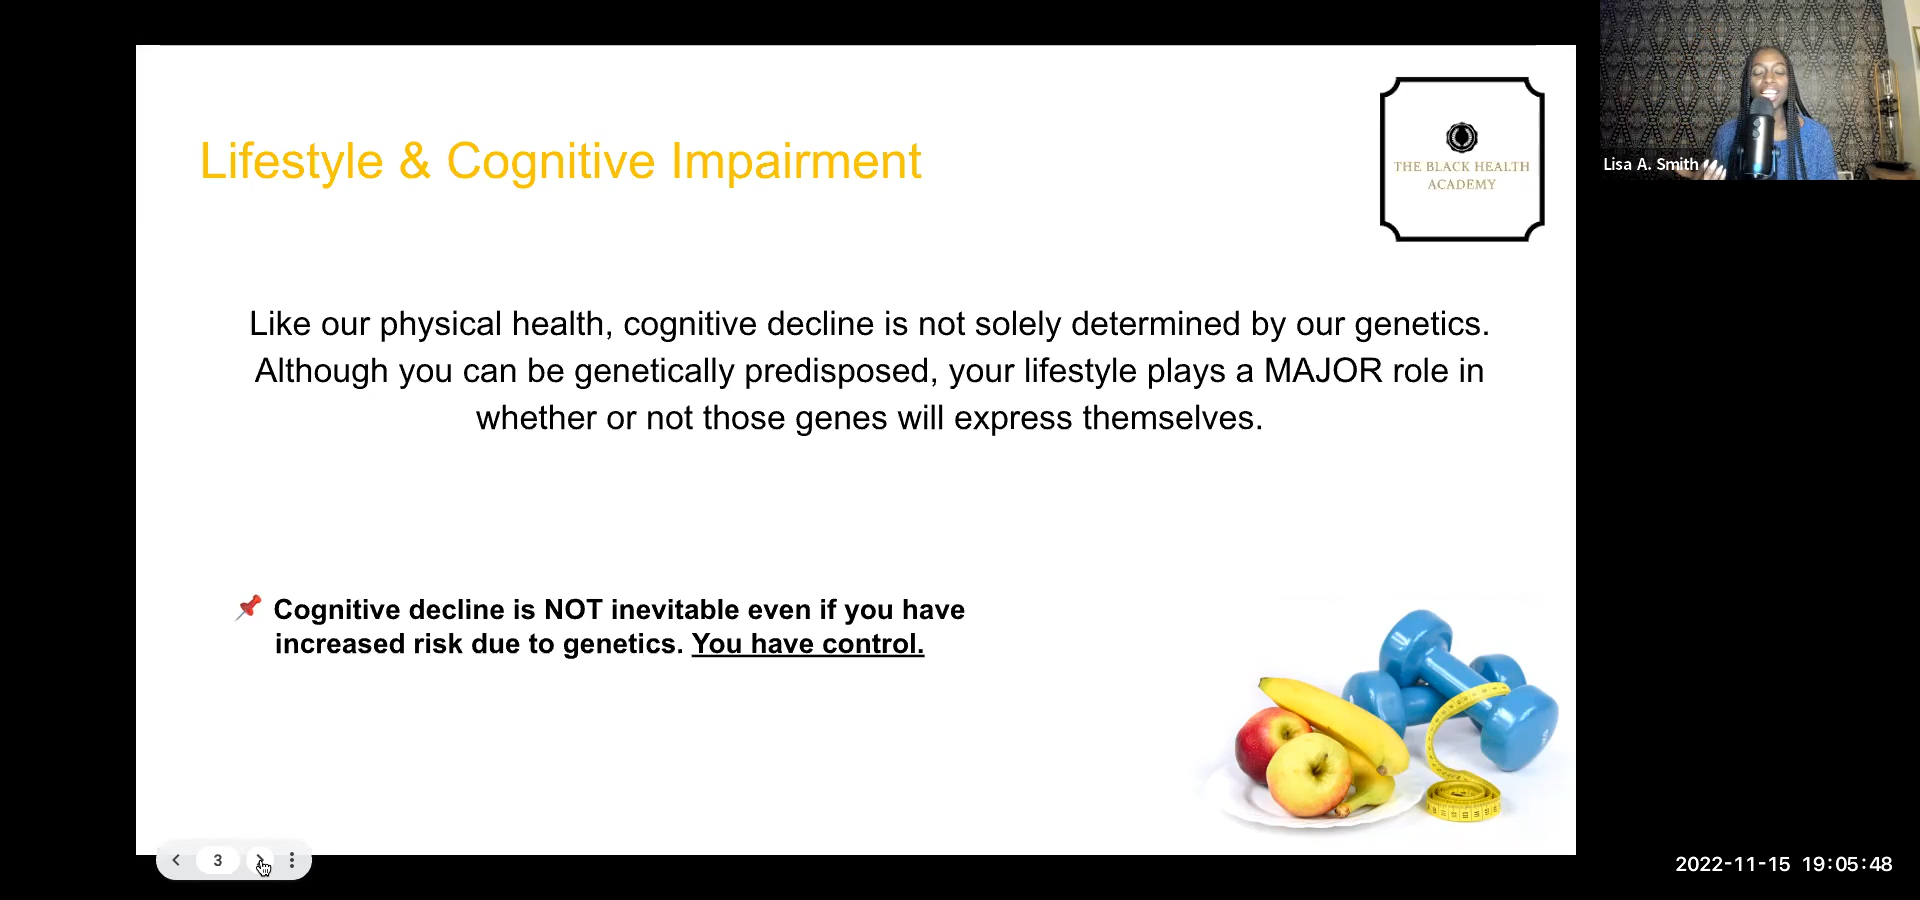 Lifestyle & Cognitive Impairment
THE BLACK HEALTH
ACADEMY
Lisa A. Smith
Like our physical health, cognitive decline is not solely determined by our genetics.
Although you can be genetically predisposed, your lifestyle plays a MAJOR role in
whether or not those genes will express themselves.
📌 Cognitive decline is NOT inevitable even if you have
increased risk due to genetics. You have control.
3
2022-11-15 19:05:48